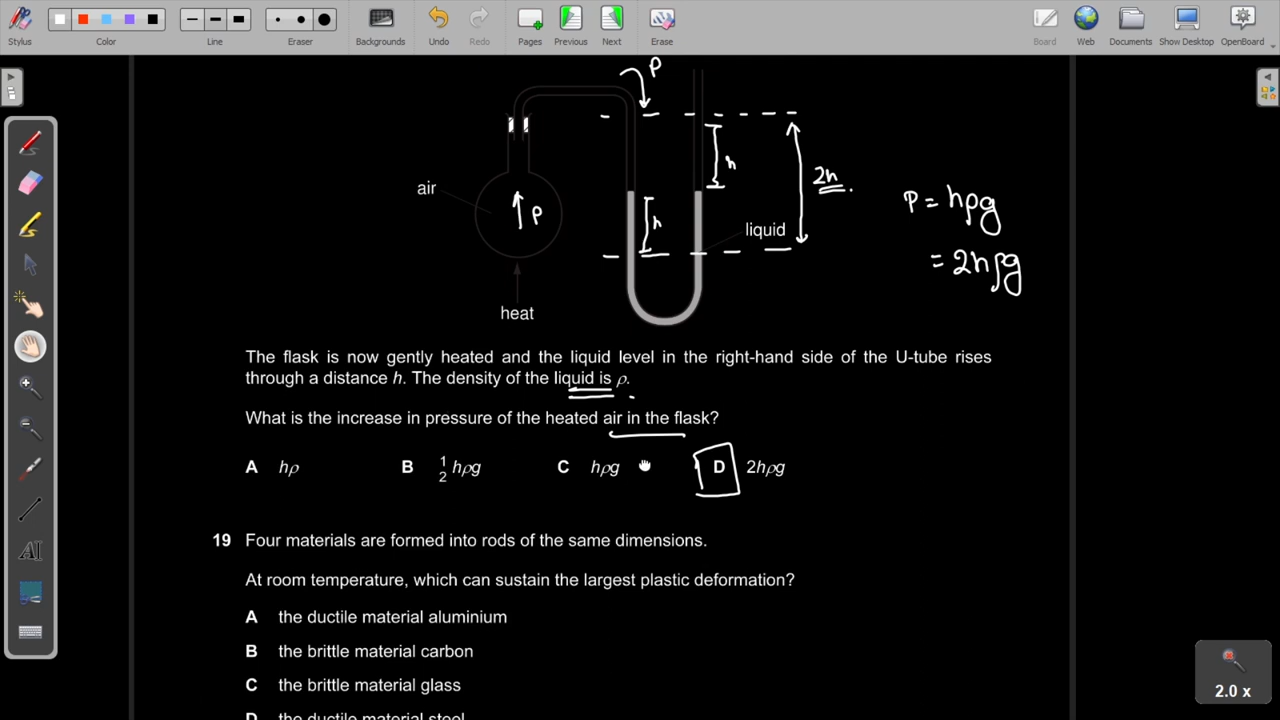 Stylus
Color
Line
Eraser
Backgrounds
Undo
Redo
Pages
Previous
Next
Erase
Board
Web
Documents
Show Desktop
OpenBoard
P
h
2h
air
P
h
liquid
P = hρg
= 2hρg
heat
The flask is now gently heated and the liquid level in the right-hand side of the U-tube rises
through a distance h. The density of the liquid is ρ.
What is the increase in pressure of the heated air in the flask?
A hρ B 1/2 hρg C hρg D 2hρg
19 Four materials are formed into rods of the same dimensions.
At room temperature, which can sustain the largest plastic deformation?
A the ductile material aluminium
B the brittle material carbon
C the brittle material glass
D the ductile material steel
2.0 x